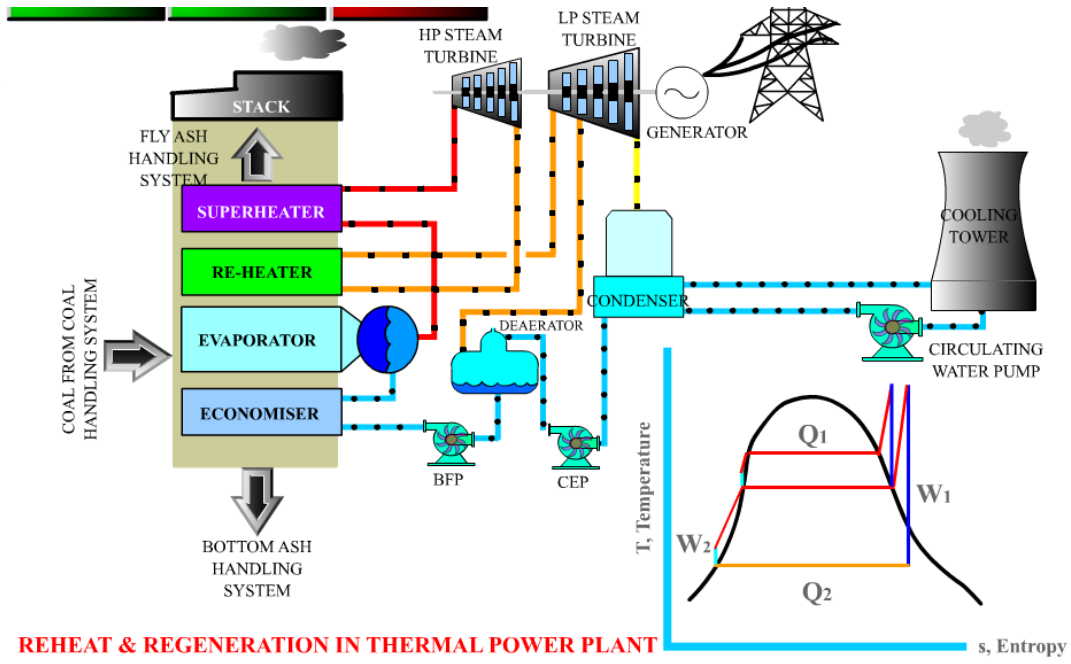 HP STEAM
TURBINE
LP STEAM
TURBINE
STACK
GENERATOR
FLY ASH
HANDLING
SYSTEM
SUPERHEATER
COOLING
TOWER
RE-HEATER
CONDENSER
DEAERATOR
EVAPORATOR
CIRCULATING
WATER PUMP
COAL FROM COAL
HANDLING SYSTEM
ECONOMISER
BFP
CEP
BOTTOM ASH
HANDLING
SYSTEM
T, Temperature
Q1
W1
W2
Q2
REHEAT & REGENERATION IN THERMAL POWER PLANT
s, Entropy